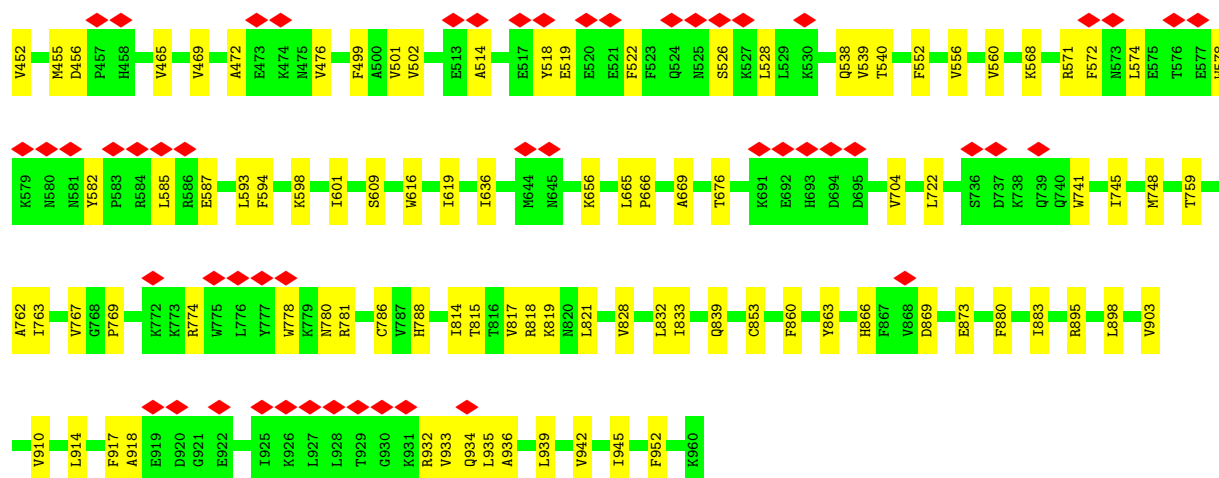 V452 M455 D456 P457 H458 V465 V469 A472 E473 K474 N475 V476 F499 A500 V501 V502 E513 A514 E517 Y518 E519 E520 E521 F522 F523 Q524 N525 S526 K527 L528 L529 K530 Q538 V539 T540 F552 V556 V560 K568 R571 F572 N573 L574 E575 T576 E577
K579 N580 N581 Y582 P583 R584 L585 R586 E587 L593 F594 K598 I601 S609 W616 I619 I636 M644 N645 K656 L665 P666 A669 T676 K691 E692 H693 D694 D695 V704 L722 S736 D737 K738 Q739 Q740 W741 I745 M748 T759
A762 I763 V767 G768 P769 K772 K773 R774 W775 L776 Y777 W778 K779 N780 R781 C786 V787 H788 I814 T815 T816 V817 R818 K819 N820 L821 V828 L832 I833 Q839 C853 F860 Y863 H866 F867 V868 D869 E873 F880 I883 R895 L898 V903
V910 L914 F917 A918 E919 D920 G921 E922 I925 K926 L927 L928 T929 G930 K931 R932 V933 Q934 L935 A936 L939 V942 I945 F952 K960